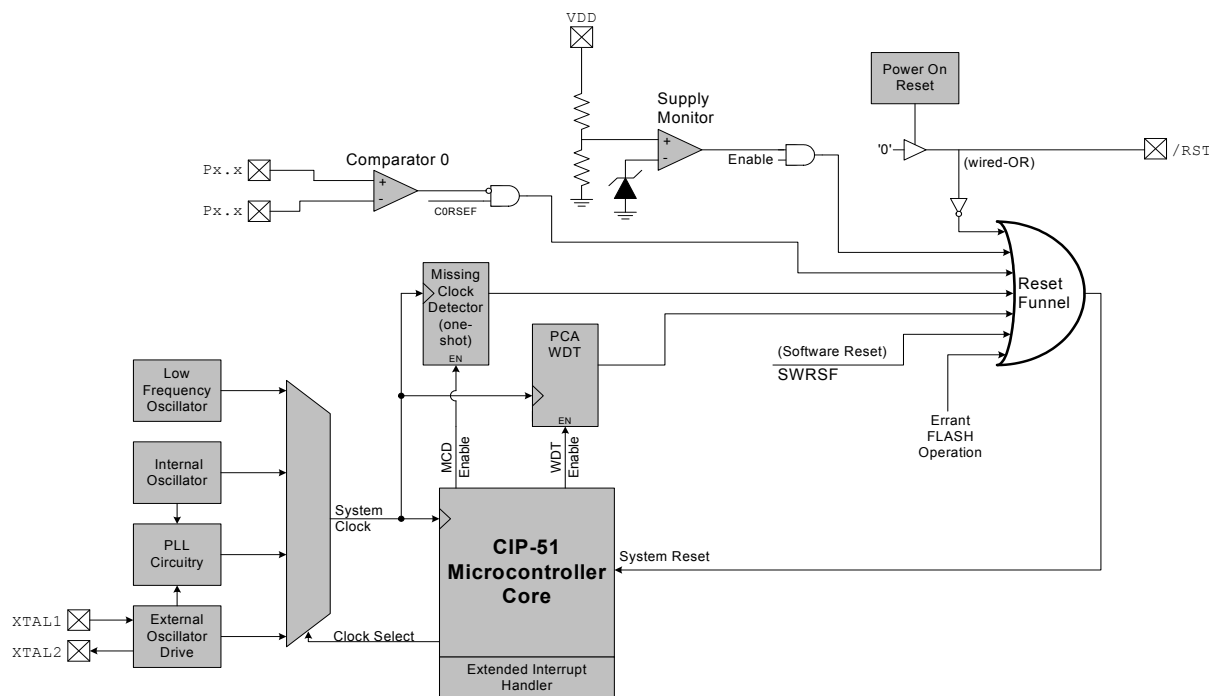 VDD
Power On
Reset
Supply
Monitor
+
-
Enable
'0'
(wired-OR)
/RST
Px.x
Px.x
Comparator 0
+
-
C0RSEF
Reset
Funnel
Missing
Clock
Detector
(one-
shot)
EN
PCA
WDT
EN
(Software Reset)
SWRSF
Errant
FLASH
Operation
Low
Frequency
Oscillator
Internal
Oscillator
PLL
Circuitry
External
Oscillator
Drive
XTAL1
XTAL2
System
Clock
MCD
Enable
WDT
Enable
CIP-51
Microcontroller
Core
System Reset
Clock Select
Extended Interrupt
Handler